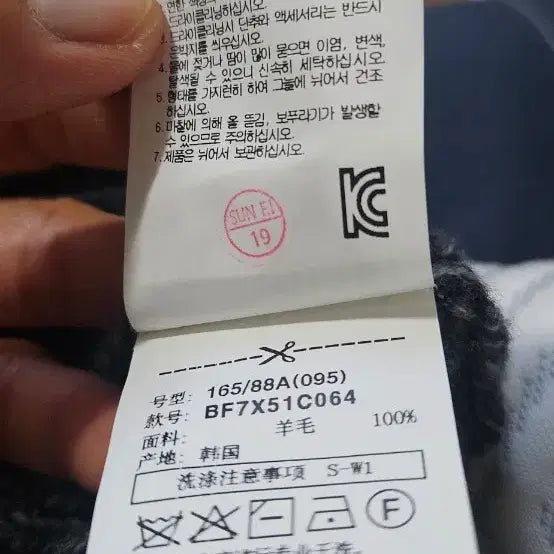 드라이클리닝하십시오.
3. 드라이클리닝시 단추와 액세서리는 반드시
은박지를 씌우십시오.
4. 물에 젖거나 땀이 많이 묻으면 이염, 변색,
탈색될 수 있으니 신속히 세탁하십시오.
5. 형태를 가지런히 하여 그늘에 뉘어서 건조
하십시오.
6. 마찰에 의해 올 뜯김, 보푸라기가 발생할
수 있으므로 주의하십시오.
7. 제품은 뉘어서 보관하십시오.
SUN E.I
19
KC
号型: 165/88A(095)
款号: BF7X51C064
面料: 羊毛 100%
产地: 韩国
洗涤注意事项 S-W1
F